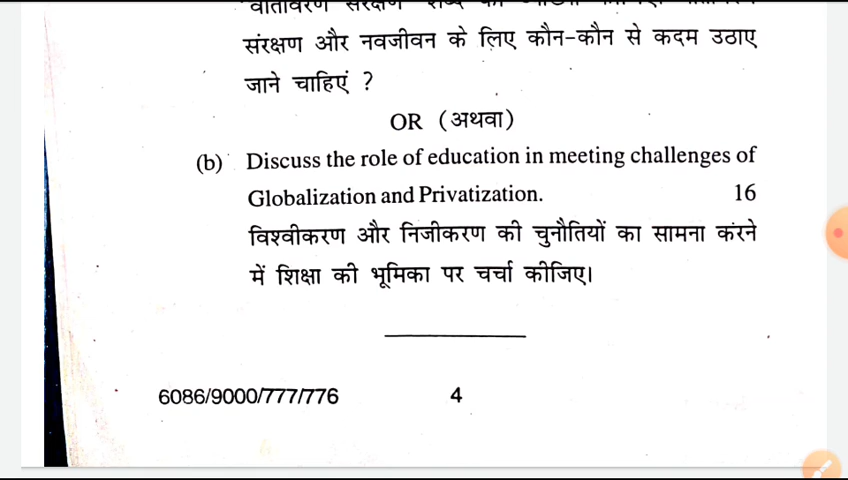 संरक्षण और नवजीवन के लिए कौन-कौन से कदम उठाए
जाने चाहिएं ?
OR (अथवा)
(b) Discuss the role of education in meeting challenges of
Globalization and Privatization. 16
विश्वीकरण और निजीकरण की चुनौतियों का सामना करने
में शिक्षा की भूमिका पर चर्चा कीजिए।
6086/9000/777/776 4